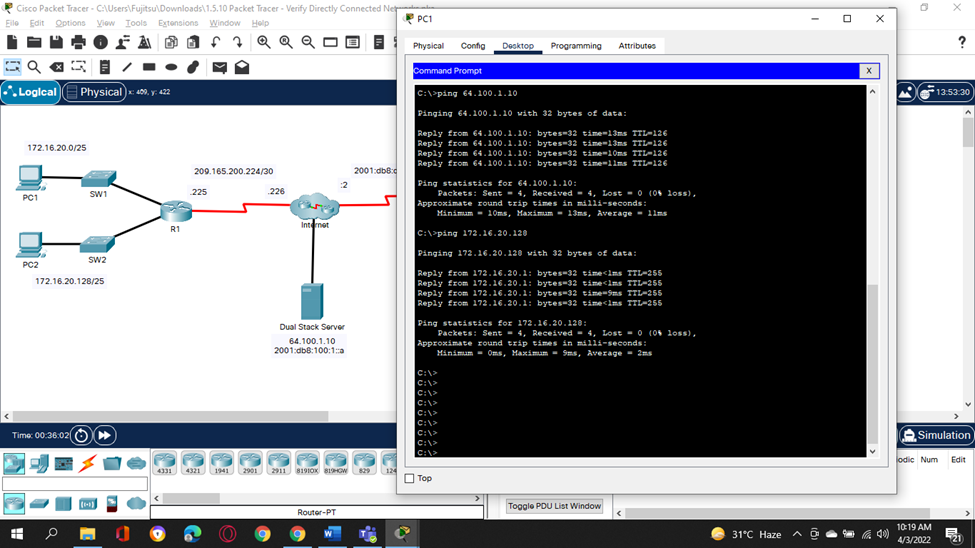 Cisco Packet Tracer - C:\Users\Fujitsu\Downloads\1.5.10 Packet Tracer - Verify Directly Connected
File Edit Options View Tools Extensions Window Help
Logical Physical x: 409, y: 422
13:53:30
172.16.20.0/25
PC1
SW1
209.165.200.224/30
.225
.226
2001:db8:
:2
R1
Internet
PC2
SW2
172.16.20.128/25
Dual Stack Server
64.100.1.10
2001:db8:100:1::a
PC1
Physical Config Desktop Programming Attributes
Command Prompt X
C:\>ping 64.100.1.10
Pinging 64.100.1.10 with 32 bytes of data:
Reply from 64.100.1.10: bytes=32 time=13ms TTL=126
Reply from 64.100.1.10: bytes=32 time=13ms TTL=126
Reply from 64.100.1.10: bytes=32 time=10ms TTL=126
Reply from 64.100.1.10: bytes=32 time=11ms TTL=126
Ping statistics for 64.100.1.10:
Packets: Sent = 4, Received = 4, Lost = 0 (0% loss),
Approximate round trip times in milli-seconds:
Minimum = 10ms, Maximum = 13ms, Average = 11ms
C:\>ping 172.16.20.128
Pinging 172.16.20.128 with 32 bytes of data:
Reply from 172.16.20.1: bytes=32 time<1ms TTL=255
Reply from 172.16.20.1: bytes=32 time<1ms TTL=255
Reply from 172.16.20.1: bytes=32 time=9ms TTL=255
Reply from 172.16.20.1: bytes=32 time<1ms TTL=255
Ping statistics for 172.16.20.128:
Packets: Sent = 4, Received = 4, Lost = 0 (0% loss),
Approximate round trip times in milli-seconds:
Minimum = 0ms, Maximum = 9ms, Average = 2ms
C:\>
C:\>
C:\>
C:\>
C:\>
C:\>
C:\>
C:\>
C:\>
Top
Time: 00:36:02
Simulation
4331 4321 1941 2901 2911 819IOX 819HGW 829 124
Router-PT
Toggle PDU List Window
odic Num Edit
31°C Haze
10:19 AM
4/3/2022
21